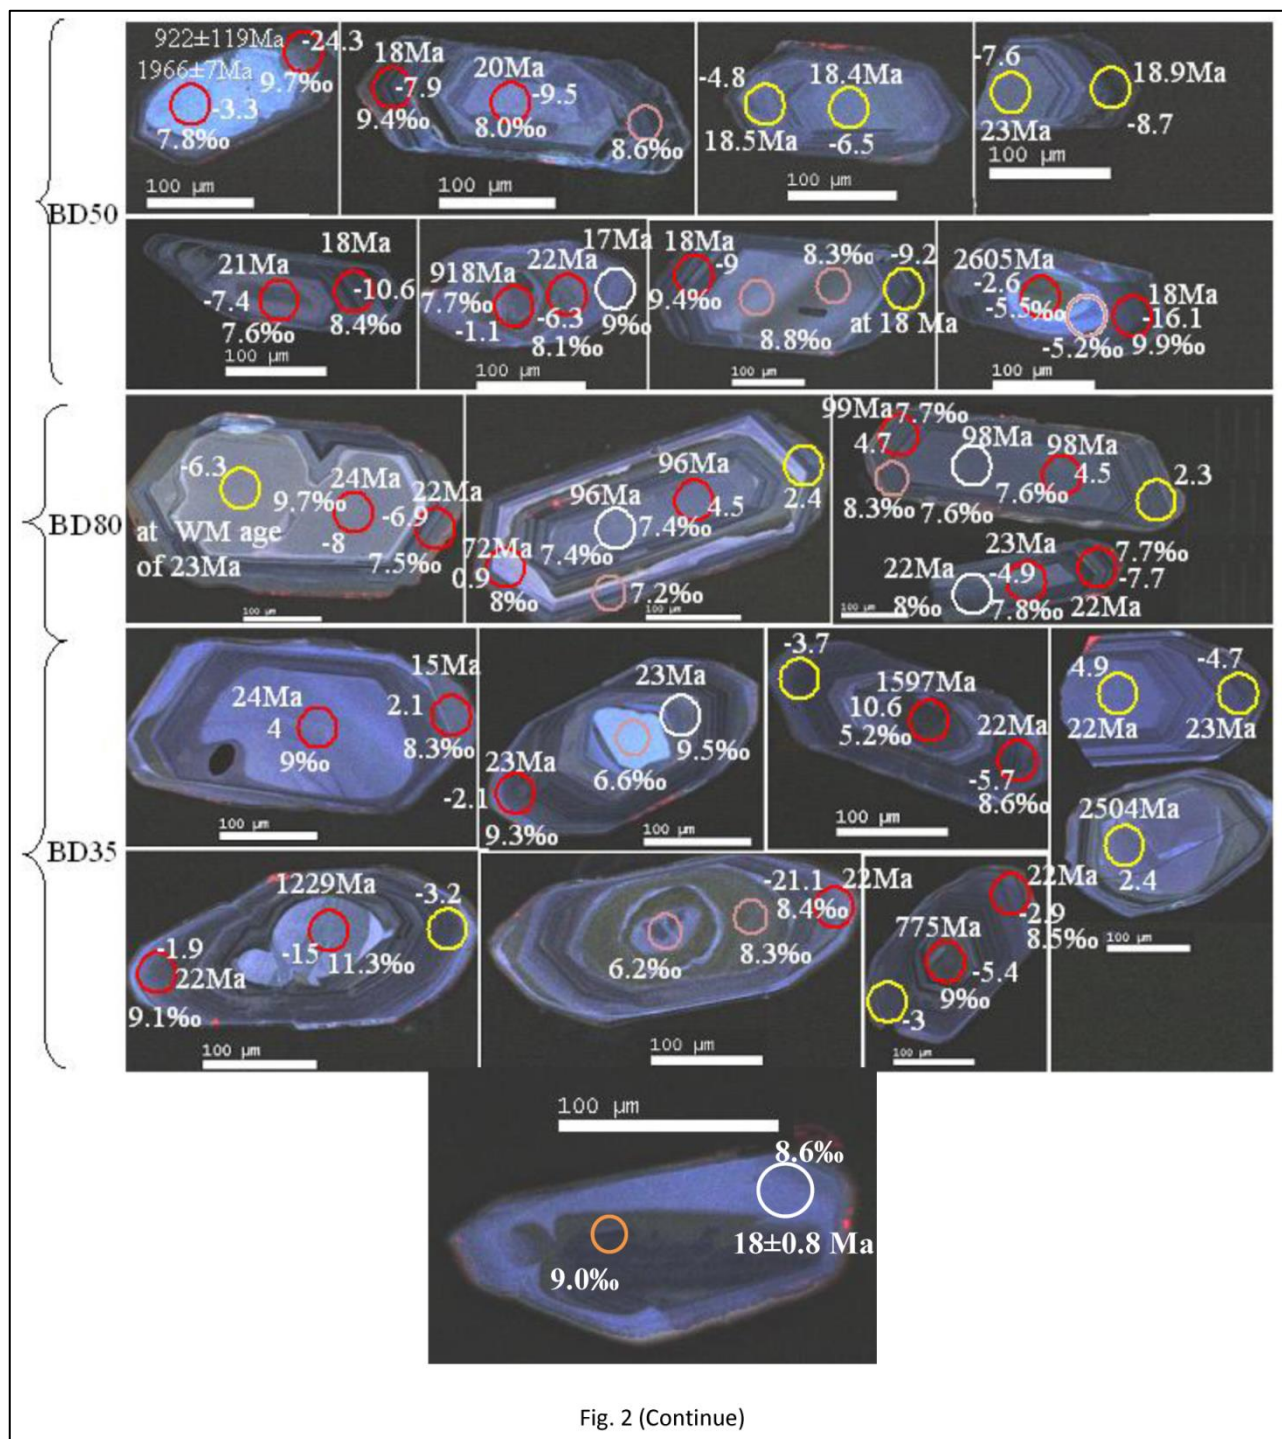 922±119Ma
-24.3
1966±7Ma
9.7‰
-3.3
7.8‰
100 μm
18Ma
-7.9
9.4‰
20Ma
-9.5
8.0‰
8.6‰
100 μm
-4.8
18.4Ma
18.5Ma
-6.5
100 μm
-7.6
18.9Ma
23Ma
-8.7
100 μm
BD50
18Ma
21Ma
-7.4
-10.6
7.6‰
8.4‰
100 μm
17Ma
22Ma
918Ma
7.7‰
-1.1
-6.3
9‰
8.1‰
100 μm
18Ma
-9
9.4‰
8.3‰
-9.2
at 18 Ma
8.8‰
100 μm
2605Ma
-2.6
-5.5‰
18Ma
-16.1
-5.2‰
9.9‰
100 μm
BD80
-6.3
24Ma
9.7‰
22Ma
-6.9
at WM age
of 23Ma
-8
7.5‰
100 μm
96Ma
96Ma
4.5
2.4
7.4‰
7.4‰
72Ma
0.9
8‰
7.2‰
100 μm
99Ma
7.7‰
4.7
98Ma
98Ma
4.5
2.3
7.6‰
8.3‰
7.6‰
23Ma
7.7‰
22Ma
-4.9
-7.7
8‰
7.8‰
22Ma
100 μm
BD35
15Ma
24Ma
4
2.1
9‰
8.3‰
100 μm
23Ma
9.5‰
6.6‰
23Ma
-2.1
9.3‰
100 μm
-3.7
1597Ma
10.6
5.2‰
22Ma
-5.7
8.6‰
100 μm
4.9
-4.7
22Ma
23Ma
2504Ma
2.4
100 μm
1229Ma
-3.2
-1.9
-15
11.3‰
22Ma
9.1‰
100 μm
-21.1
22Ma
8.4‰
8.3‰
6.2‰
100 μm
22Ma
-2.9
8.5‰
775Ma
-5.4
9‰
-3
100 μm
100 μm
8.6‰
18±0.8 Ma
9.0‰
Fig. 2 (Continue)